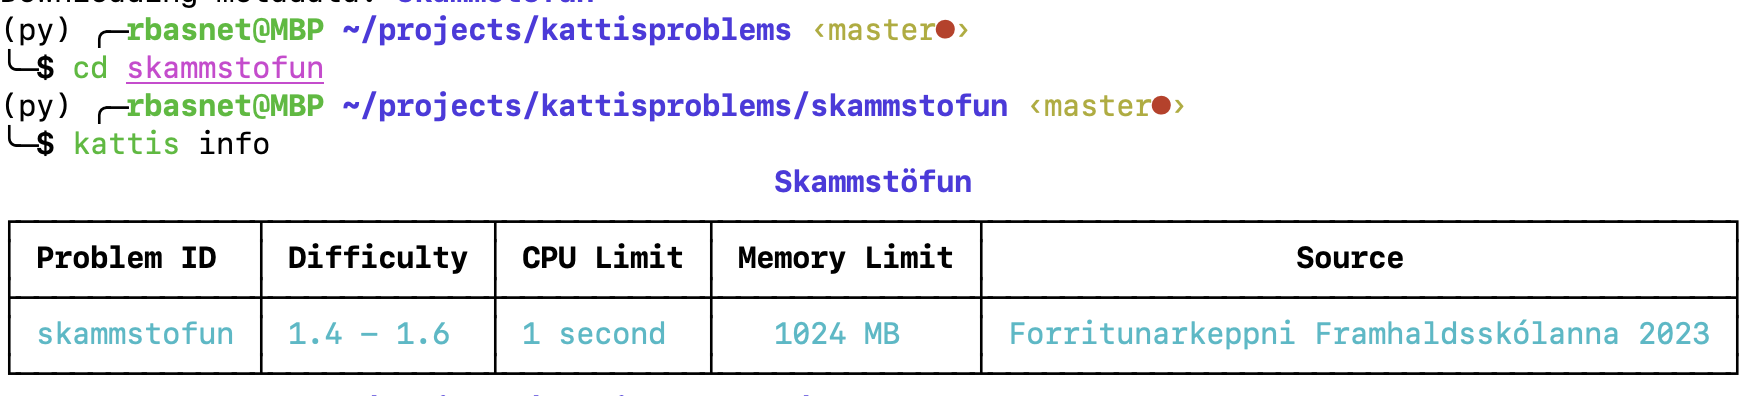 Downloading metadata: skammstofun
(py) ╭─rbasnet@MBP ~/projects/kattisproblems ‹master●›
╰─$ cd skammstofun
(py) ╭─rbasnet@MBP ~/projects/kattisproblems/skammstofun ‹master●›
╰─$ kattis info
Skammstöfun
Problem ID Difficulty CPU Limit Memory Limit Source
skammstofun 1.4 - 1.6 1 second 1024 MB Forritunarkeppni Framhaldsskólanna 2023